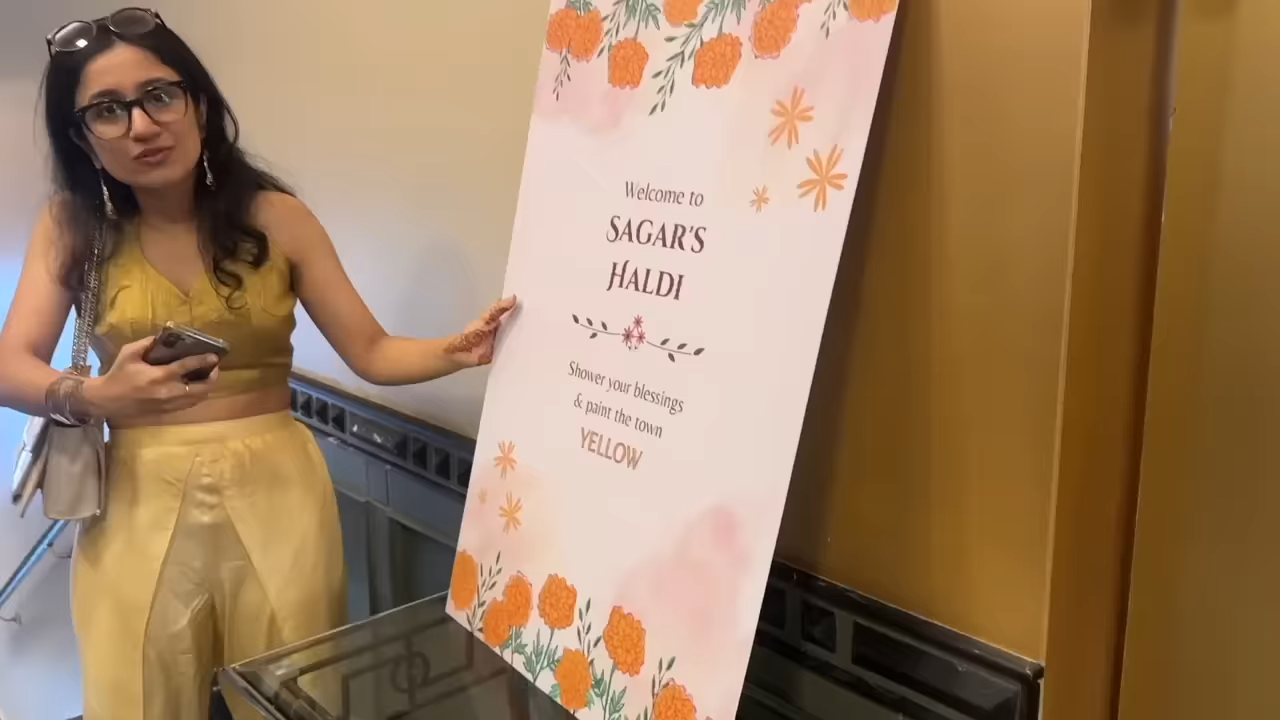 Welcome to
SAGAR'S
HALDI
Shower your blessings
& paint the town
YELLOW